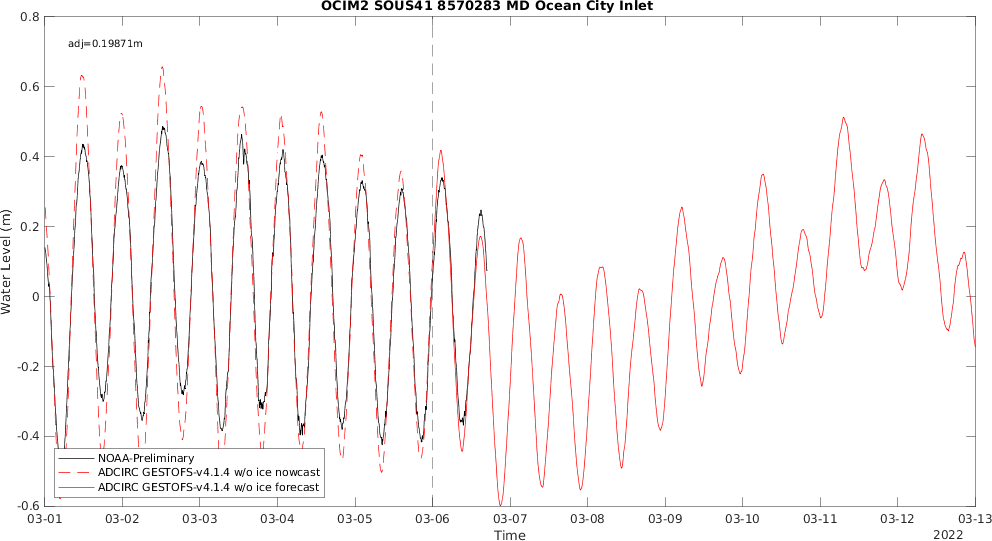 OCIM2 SOUS41 8570283 MD Ocean City Inlet
adj=0.19871m
Water Level (m)
0.8
0.6
0.4
0.2
0
-0.2
-0.4
-0.6
NOAA-Preliminary
ADCIRC GESTOFS-v4.1.4 w/o ice nowcast
ADCIRC GESTOFS-v4.1.4 w/o ice forecast
03-01 03-02 03-03 03-04 03-05 03-06 03-07 03-08 03-09 03-10 03-11 03-12 03-13
Time
2022